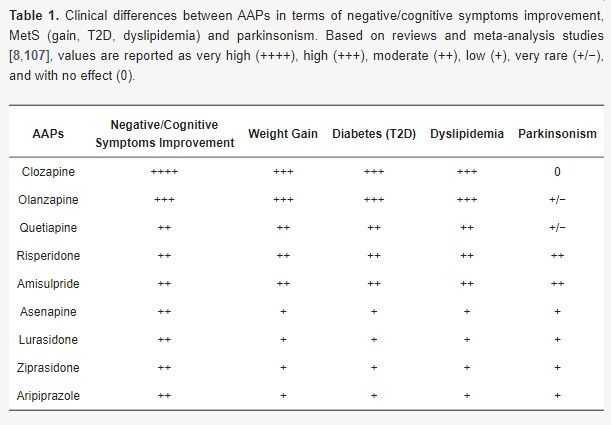 Table 1. Clinical differences between AAPs in terms of negative/cognitive symptoms improvement,
MetS (gain, T2D, dyslipidemia) and parkinsonism. Based on reviews and meta-analysis studies
[8,107], values are reported as very high (++++), high (+++), moderate (++), low (+), very rare (+/−),
and with no effect (0).
AAPs Negative/Cognitive Symptoms Improvement Weight Gain Diabetes (T2D) Dyslipidemia Parkinsonism
Clozapine ++++ +++ +++ +++ 0
Olanzapine +++ +++ +++ +++ +/−
Quetiapine ++ ++ ++ ++ +/−
Risperidone ++ ++ ++ ++ ++
Amisulpride ++ ++ ++ ++ ++
Asenapine ++ + + + +
Lurasidone ++ + + + +
Ziprasidone ++ + + + +
Aripiprazole ++ + + + +